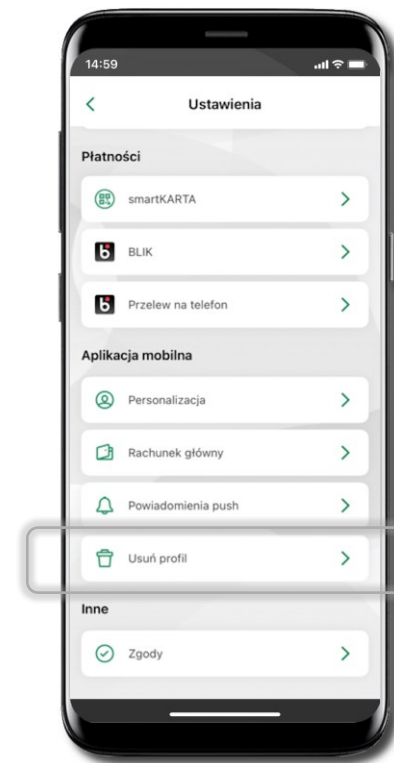 14:59
Ustawienia
Płatności
smartKARTA
BLIK
Przelew na telefon
Aplikacja mobilna
Personalizacja
Rachunek główny
Powiadomienia push
Usuń profil
Inne
Zgody